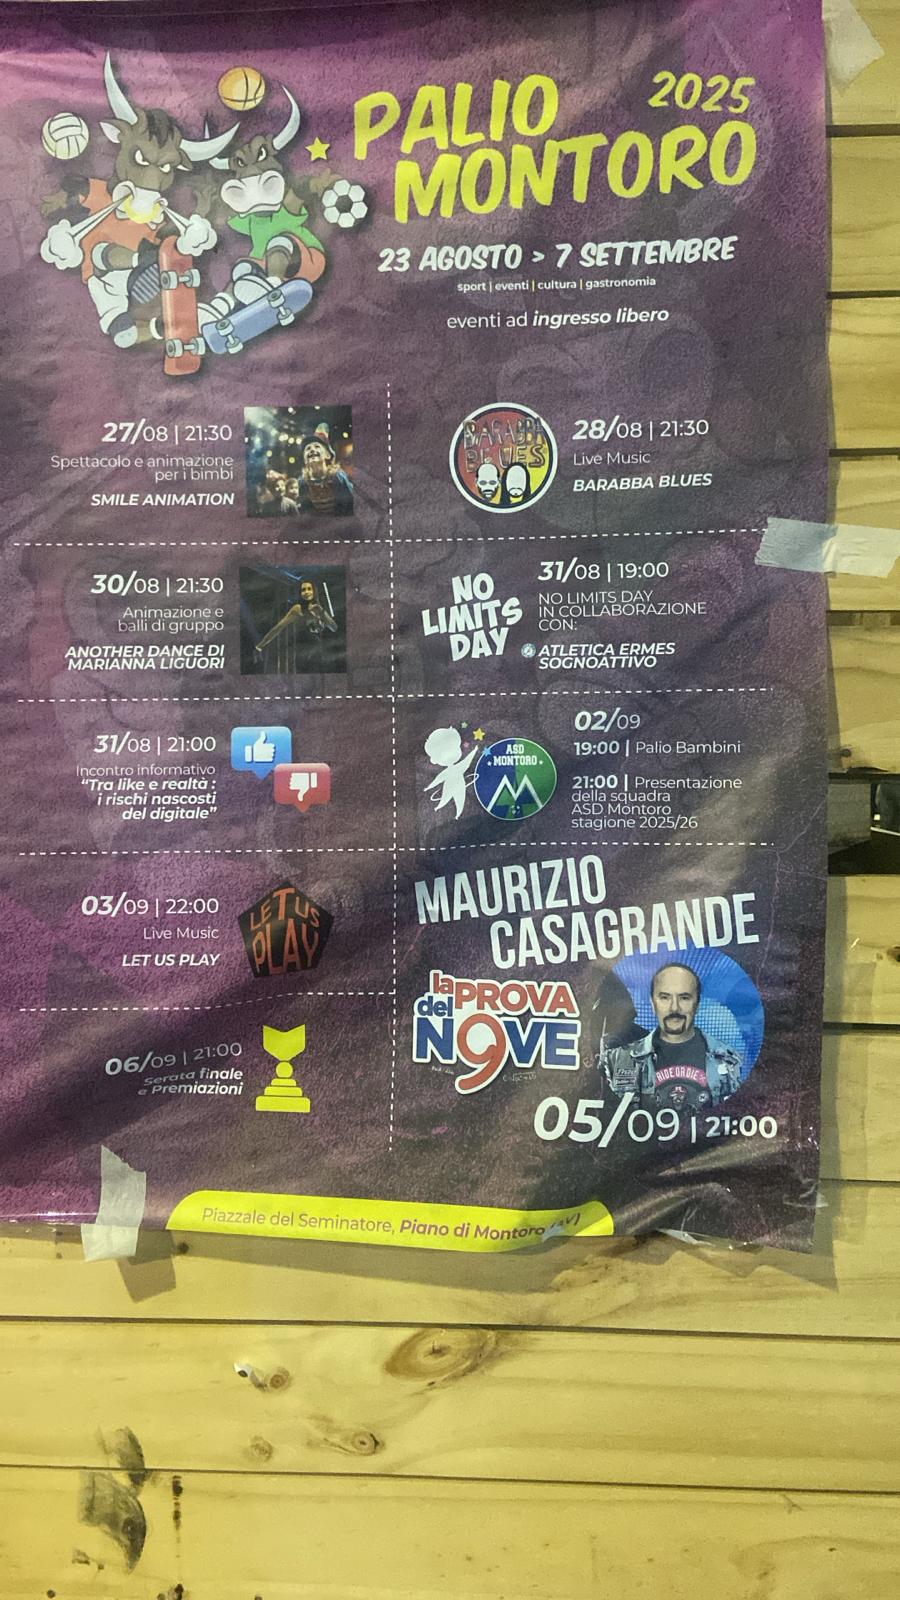 PALIO 2025
MONTORO
23 AGOSTO > 7 SETTEMBRE
sport | eventi | cultura | gastronomia
eventi ad ingresso libero
27/08 | 21:30
Spettacolo e animazione
per i bimbi
SMILE ANIMATION
BARABBA
BLUES
28/08 | 21:30
Live Music
BARABBA BLUES
30/08 | 21:30
Animazione e
balli di gruppo
ANOTHER DANCE DI
MARIANNA LIGUORI
NO
LIMITS
DAY
31/08 | 19:00
NO LIMITS DAY
IN COLLABORAZIONE
CON:
ATLETICA ERMES
SOGNOATTIVO
31/08 | 21:00
Incontro informativo
“Tra like e realtà :
i rischi nascosti
del digitale”
ASD
MONTORO
02/09
19:00 | Palio Bambini
21:00 | Presentazione
della squadra
ASD Montoro
stagione 2025/26
03/09 | 22:00
Live Music
LET US PLAY
LET US
PLAY
MAURIZIO
CASAGRANDE
la PROVA
del NOVE
RIDE OR DIE
05/09 | 21:00
06/09 | 21:00
Serata finale
e Premiazioni
Piazzale del Seminatore, Piano di Montoro (AV)